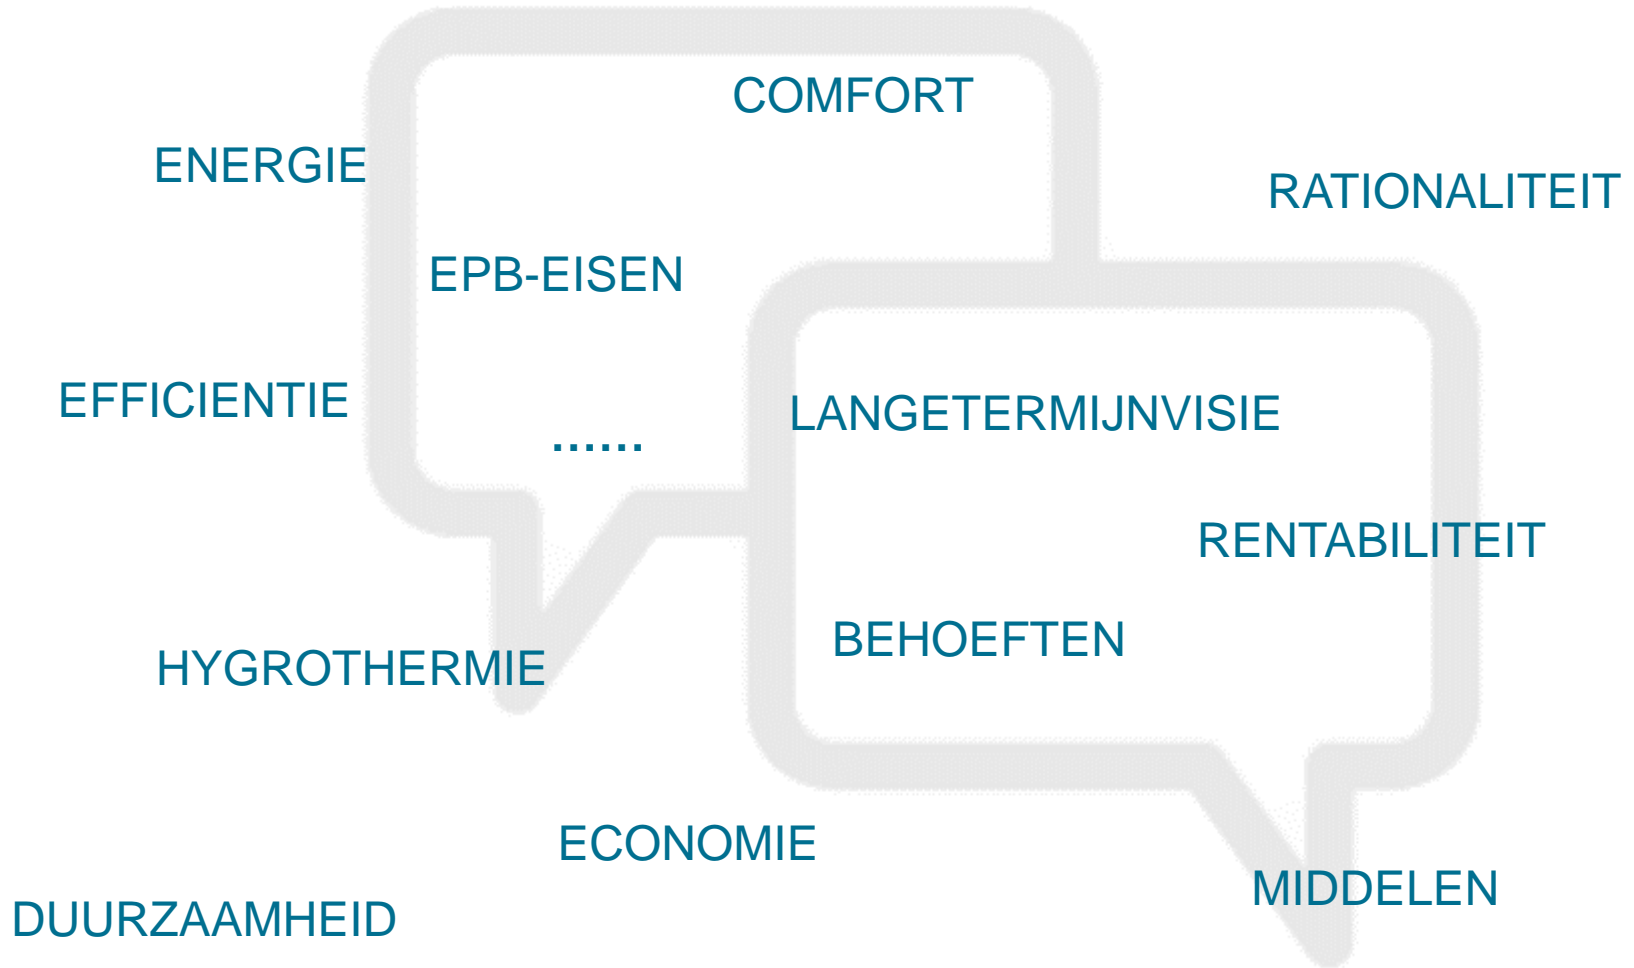 COMFORT
ENERGIE
RATIONALITEIT
EPB-EISEN
EFFICIENTIE
LANGETERMIJNVISIE
......
RENTABILITEIT
BEHOEFTEN
HYGROTHERMIE
ECONOMIE
MIDDELEN
DUURZAAMHEID